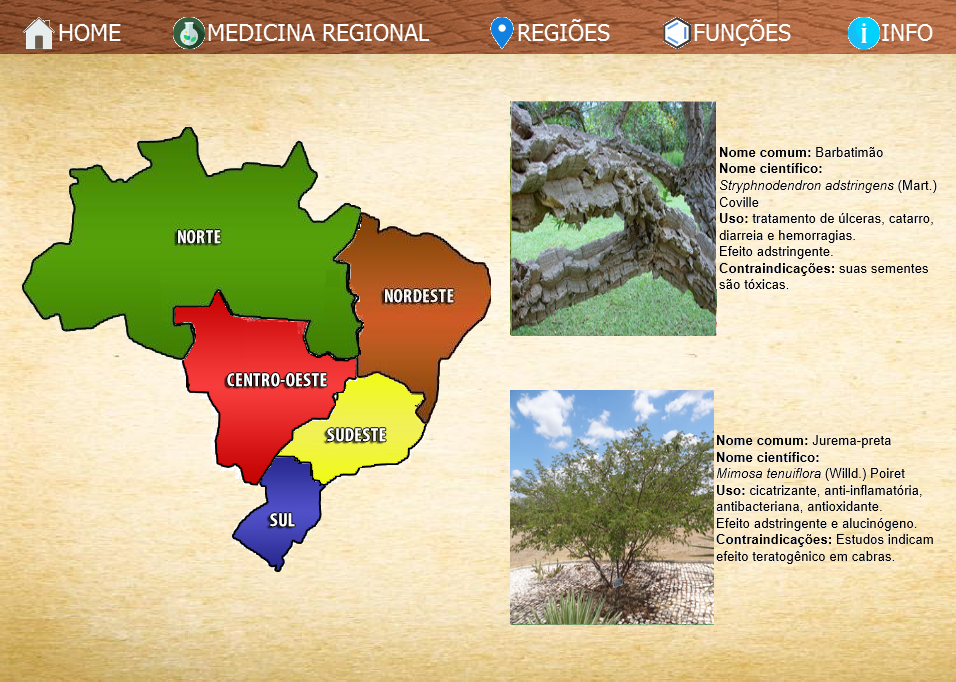 HOME
MEDICINA REGIONAL
REGIÕES
FUNÇÕES
INFO
NORTE
NORDESTE
CENTRO-OESTE
SUDESTE
SUL
Nome comum: Barbatimão
Nome científico:
Stryphnodendron adstringens (Mart.)
Coville
Uso: tratamento de úlceras, catarro,
diarreia e hemorragias.
Efeito adstringente.
Contraindicações: suas sementes
são tóxicas.
Nome comum: Jurema-preta
Nome científico:
Mimosa tenuiflora (Willd.) Poiret
Uso: cicatrizante, anti-inflamatória,
antibacteriana, antioxidante.
Efeito adstringente e alucinógeno.
Contraindicações: Estudos indicam
efeito teratogênico em cabras.